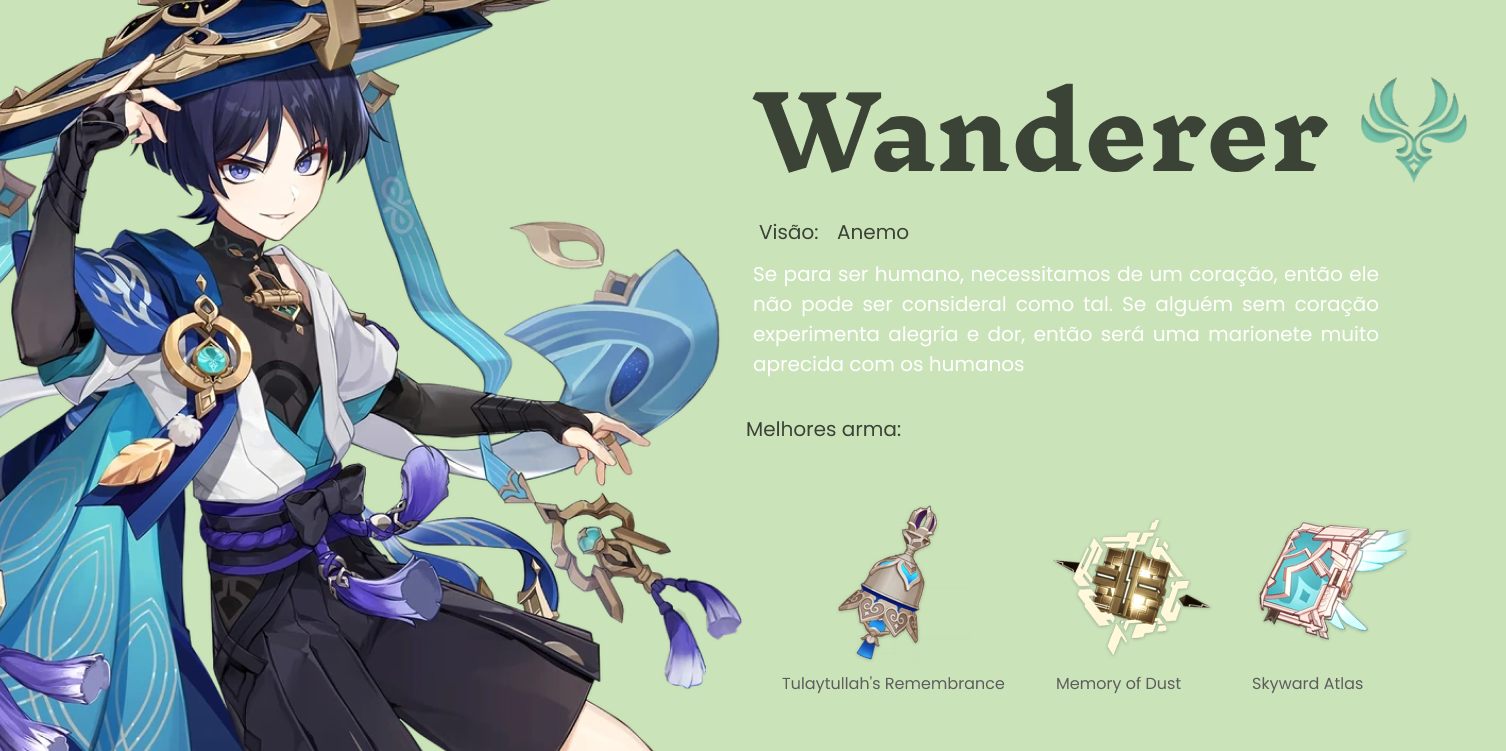 Wanderer
Visão: Anemo
Se para ser humano, necessitamos de um coração, então ele
não pode ser consideral como tal. Se alguém sem coração
experimenta alegria e dor, então será uma marionete muito
aprecida com os humanos
Melhores arma:
Tulaytullah's Remembrance
Memory of Dust
Skyward Atlas